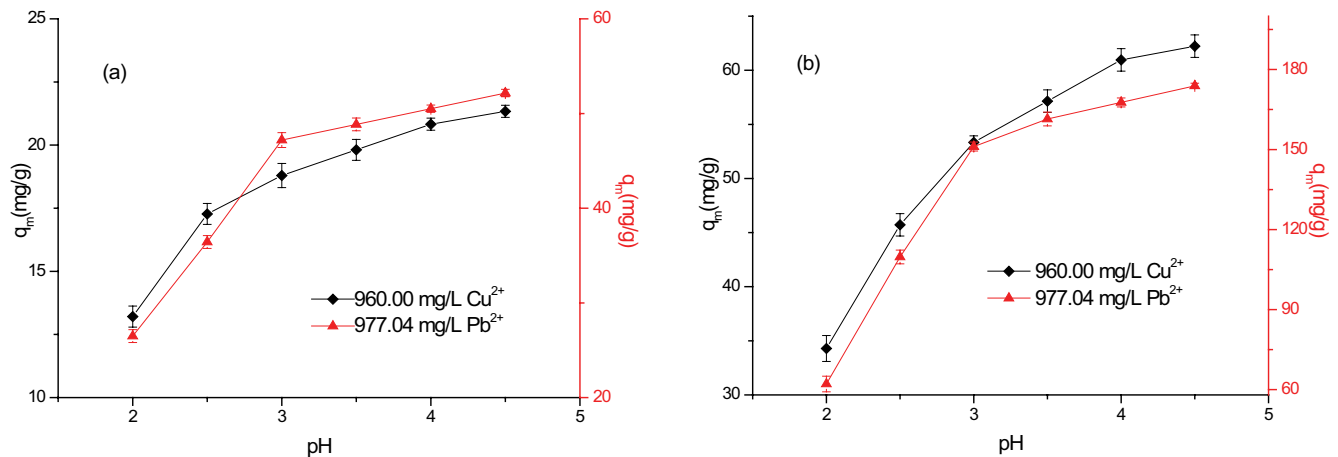 (a)
25
20
15
10
q_m(mg/g)
60
40
20
q_m(mg/g)
960.00 mg/L Cu²⁺
977.04 mg/L Pb²⁺
2 3 4 5
pH
(b)
60
50
40
30
q_m(mg/g)
180
150
120
90
60
q_m(mg/g)
960.00 mg/L Cu²⁺
977.04 mg/L Pb²⁺
2 3 4 5
pH